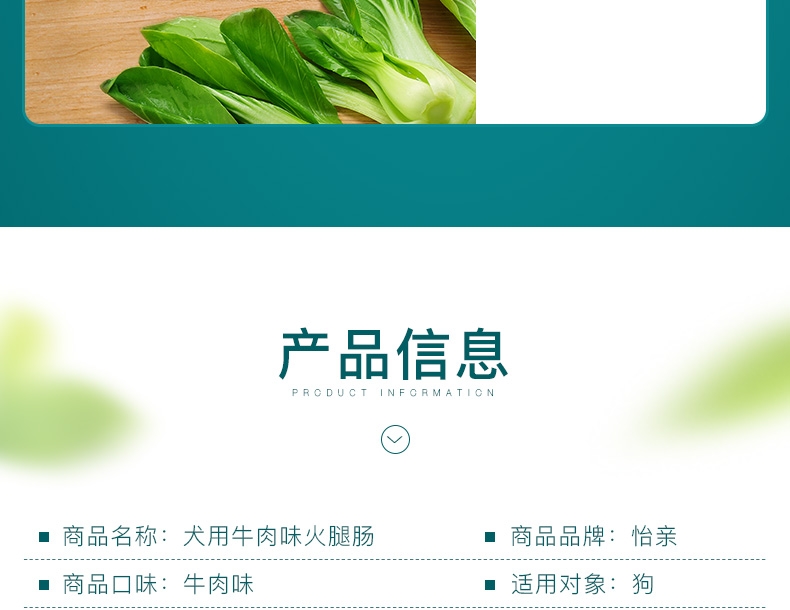 产品信息
PRODUCT INFORMATION
商品名称：犬用牛肉味火腿肠
商品品牌：怡亲
商品口味：牛肉味
适用对象：狗